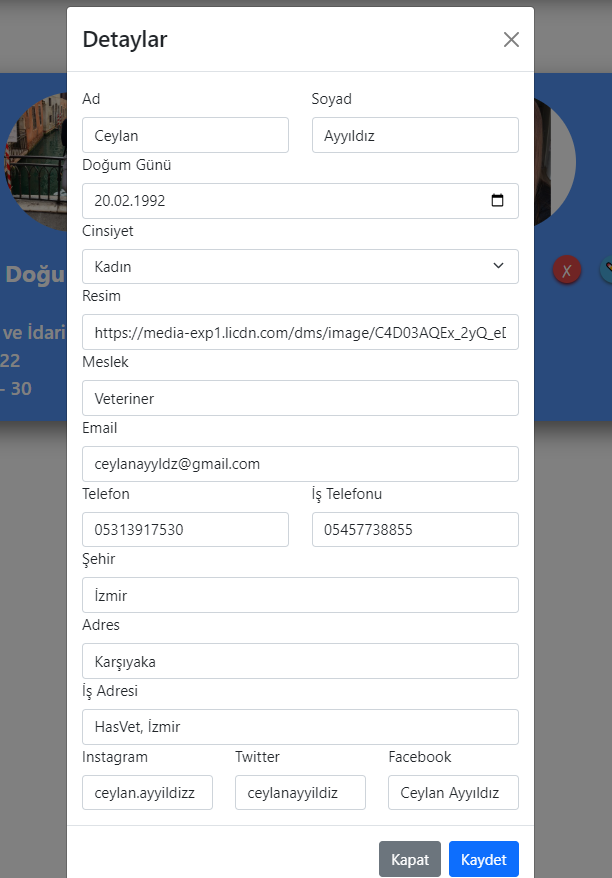 Detaylar
Ad Soyad
Ceylan Ayyıldız
Doğum Günü
20.02.1992
Cinsiyet
Kadın
Resim
https://media-exp1.licdn.com/dms/image/C4D03AQEx_2yQ_eD
Meslek
Veteriner
Email
ceylanayyldz@gmail.com
Telefon İş Telefonu
05313917530 05457738855
Şehir
İzmir
Adres
Karşıyaka
İş Adresi
HasVet, İzmir
Instagram Twitter Facebook
ceylan.ayyildizz ceylanayyildiz Ceylan Ayyıldız
Kapat Kaydet
Doğu
X
ve İdari
22
- 30